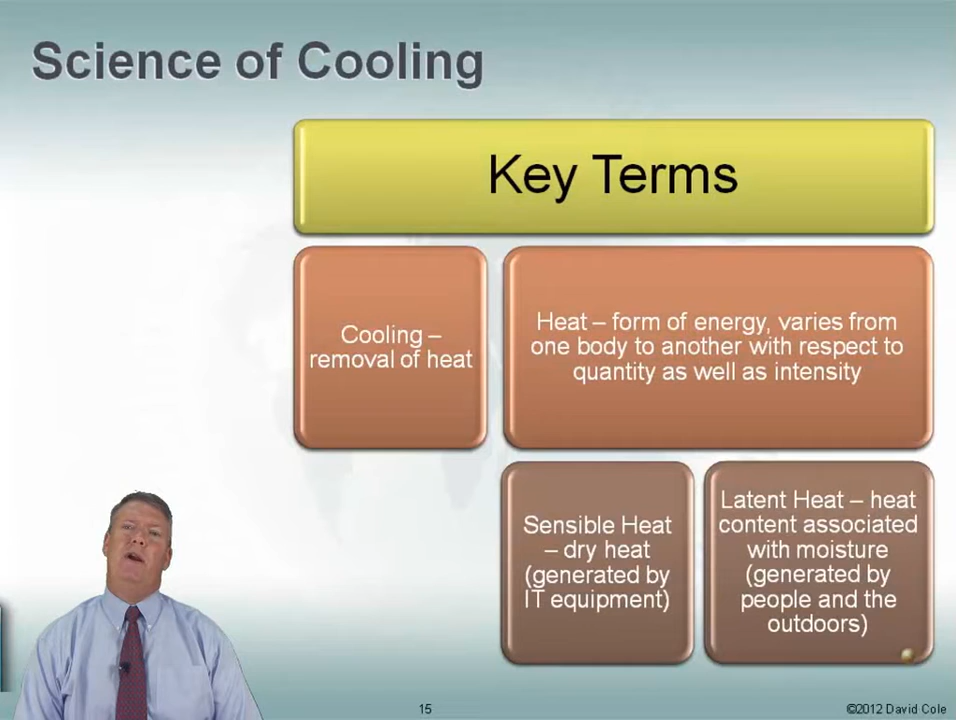 Science of Cooling
Key Terms
Cooling –
removal of heat
Heat – form of energy, varies from
one body to another with respect to
quantity as well as intensity
Sensible Heat
– dry heat
(generated by
IT equipment)
Latent Heat – heat
content associated
with moisture
(generated by
people and the
outdoors)
15
©2012 David Cole